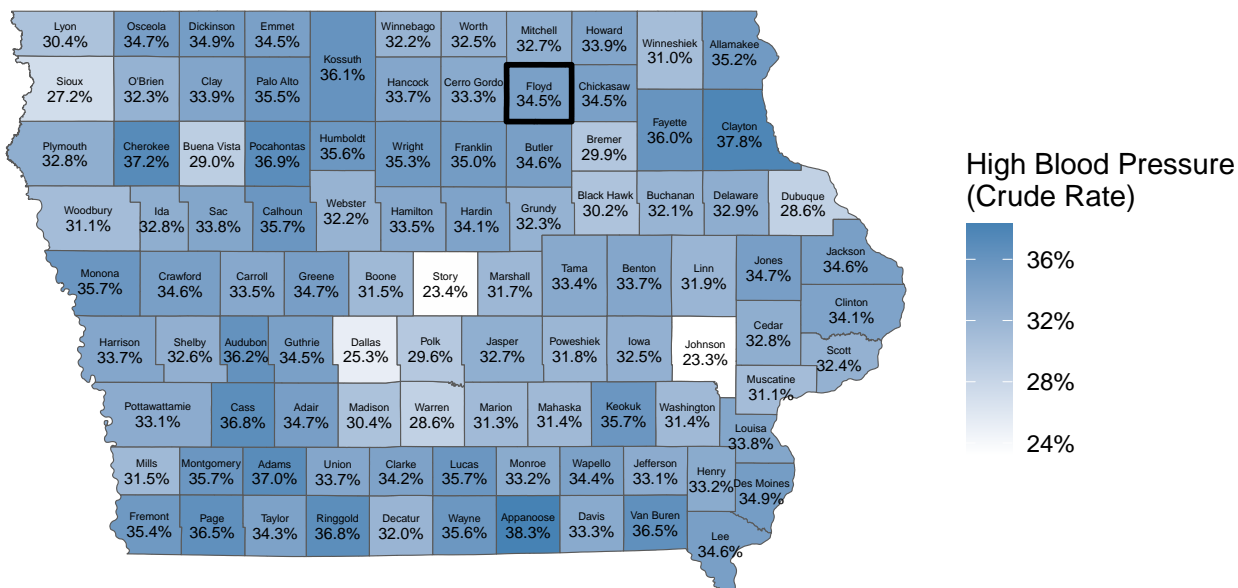 Lyon
30.4%
Osceola
34.7%
Dickinson
34.9%
Emmet
34.5%
Kossuth
36.1%
Winnebago
32.2%
Worth
32.5%
Mitchell
32.7%
Howard
33.9%
Winneshiek
31.0%
Allamakee
35.2%
Sioux
27.2%
O'Brien
32.3%
Clay
33.9%
Palo Alto
35.5%
Hancock
33.7%
Cerro Gordo
33.3%
Floyd
34.5%
Chickasaw
34.5%
Fayette
36.0%
Clayton
37.8%
Plymouth
32.8%
Cherokee
37.2%
Buena Vista
29.0%
Pocahontas
36.9%
Humboldt
35.6%
Wright
35.3%
Franklin
35.0%
Butler
34.6%
Bremer
29.9%
Woodbury
31.1%
Ida
32.8%
Sac
33.8%
Calhoun
35.7%
Webster
32.2%
Hamilton
33.5%
Hardin
34.1%
Grundy
32.3%
Black Hawk
30.2%
Buchanan
32.1%
Delaware
32.9%
Dubuque
28.6%
Monona
35.7%
Crawford
34.6%
Carroll
33.5%
Greene
34.7%
Boone
31.5%
Story
23.4%
Marshall
31.7%
Tama
33.4%
Benton
33.7%
Linn
31.9%
Jones
34.7%
Jackson
34.6%
Clinton
34.1%
Harrison
33.7%
Shelby
32.6%
Audubon
36.2%
Guthrie
34.5%
Dallas
25.3%
Polk
29.6%
Jasper
32.7%
Poweshiek
31.8%
Iowa
32.5%
Johnson
23.3%
Cedar
32.8%
Scott
32.4%
Muscatine
31.1%
Pottawattamie
33.1%
Cass
36.8%
Adair
34.7%
Madison
30.4%
Warren
28.6%
Marion
31.3%
Mahaska
31.4%
Keokuk
35.7%
Washington
31.4%
Louisa
33.8%
Mills
31.5%
Montgomery
35.7%
Adams
37.0%
Union
33.7%
Clarke
34.2%
Lucas
35.7%
Monroe
33.2%
Wapello
34.4%
Jefferson
33.1%
Henry
33.2%
Des Moines
34.9%
Fremont
35.4%
Page
36.5%
Taylor
34.3%
Ringgold
36.8%
Decatur
32.0%
Wayne
35.6%
Appanoose
38.3%
Davis
33.3%
Van Buren
36.5%
Lee
34.6%
High Blood Pressure
(Crude Rate)
36%
32%
28%
24%